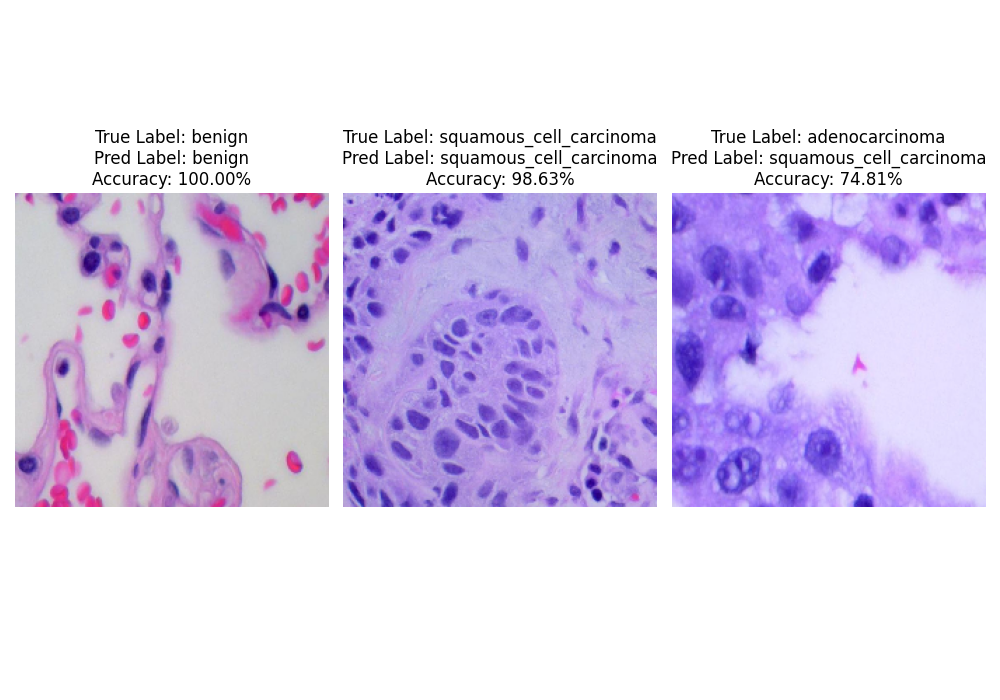 True Label: benign
Pred Label: benign
Accuracy: 100.00%
True Label: squamous_cell_carcinoma
Pred Label: squamous_cell_carcinoma
Accuracy: 98.63%
True Label: adenocarcinoma
Pred Label: squamous_cell_carcinoma
Accuracy: 74.81%